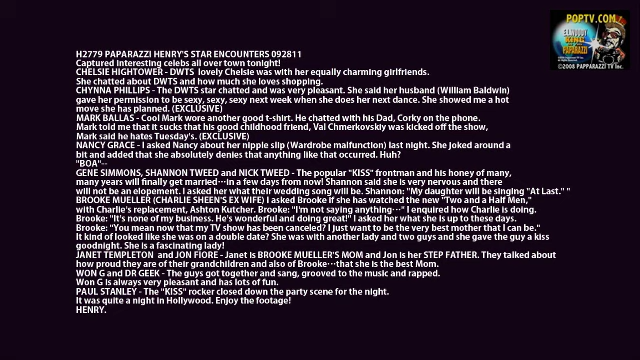 POPTV.COM
ELWOOD
HENRY'S
PAPARAZZI
©2008 PAPPARAZZI TV Inc.
H2779 PAPARAZZI HENRY'S STAR ENCOUNTERS 092811
Captured interesting celebs all over town tonight!
CHELSIE HIGHTOWER - DWTS lovely Chelsie was with her equally charming girlfriends.
She chatted about DWTS and how much she loves shopping.
CHYNNA PHILLIPS - The DWTS star chatted and was very pleasant. She said her husband (William Baldwin)
gave her permission to be sexy, sexy, sexy next week when she does her next dance. She showed me a hot
move she has planned. (EXCLUSIVE)
MARK BALLAS - Cool Mark wore another good t-shirt. He chatted with his Dad, Corky on the phone.
Mark told me that it sucks that his good childhood friend, Val Chmerkovskiy was kicked off the show,
Mark said he hates Tuesday's. (EXCLUSIVE)
NANCY GRACE - I asked Nancy about her nipple slip (Wardrobe malfunction) last night. She joked around a
bit and added that she absolutely denies that anything like that occurred. Huh?
"BOA"--
GENE SIMMONS, SHANNON TWEED and NICK TWEED - The popular "KISS" frontman and his honey of many,
many years will finally get married···in a few days from now! Shannon said she is very nervous and there
will not be an elopement. I asked her what their wedding song will be. Shannon: "My daughter will be singing "At Last." "
BROOKE MUELLER (CHARLIE SHEEN'S EX WIFE) I asked Brooke if she has watched the new "Two and a Half Men,"
with Charlie's replacement, Ashton Kutcher. Brooke: "I'm not saying anything···" I enquired how Charlie is doing.
Brooke: "It's none of my business. He's wonderful and doing great!" I asked her what she is up to these days.
Brooke: "You mean now that my TV show has been canceled? I just want to be the very best mother that I can be."
It kind of looked like she was on a double date? She was with another lady and two guys and she gave the guy a kiss
goodnight. She is a fascinating lady!
JANET TEMPLETON and JON FIORE - Janet is BROOKE MUELLER'S MOM and Jon is her STEP FATHER. They talked about
how proud they are of their grandchildren and also of Brooke···that she is the best Mom.
WON G and DR GEEK - The guys got together and sang, grooved to the music and rapped.
Won G is always very pleasant and has lots of fun.
PAUL STANLEY - The "KISS" rocker closed down the party scene for the night.
It was quite a night in Hollywood. Enjoy the footage!
HENRY.